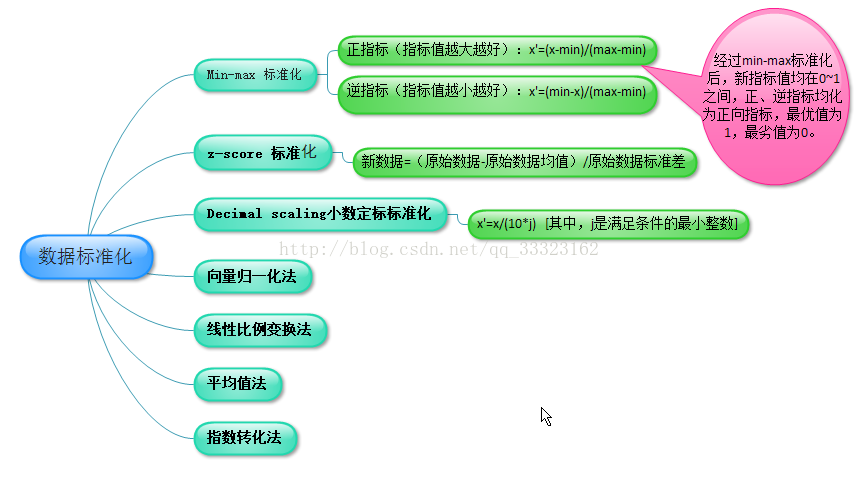 Min-max 标准化
正指标（指标值越大越好）：x'=(x-min)/(max-min)
逆指标（指标值越小越好）：x'=(min-x)/(max-min)
经过min-max标准化
后，新指标值均在0~1
之间，正、逆指标均化
为正向指标，最优值为
1，最劣值为0。
z-score 标准化
新数据=（原始数据-原始数据均值）/原始数据标准差
Decimal scaling小数定标标准化
x'=x/(10*j)  [其中，j是满足条件的最小整数]
数据标准化
http://blog.csdn.net/qq_33323162
向量归一化法
线性比例变换法
平均值法
指数转化法